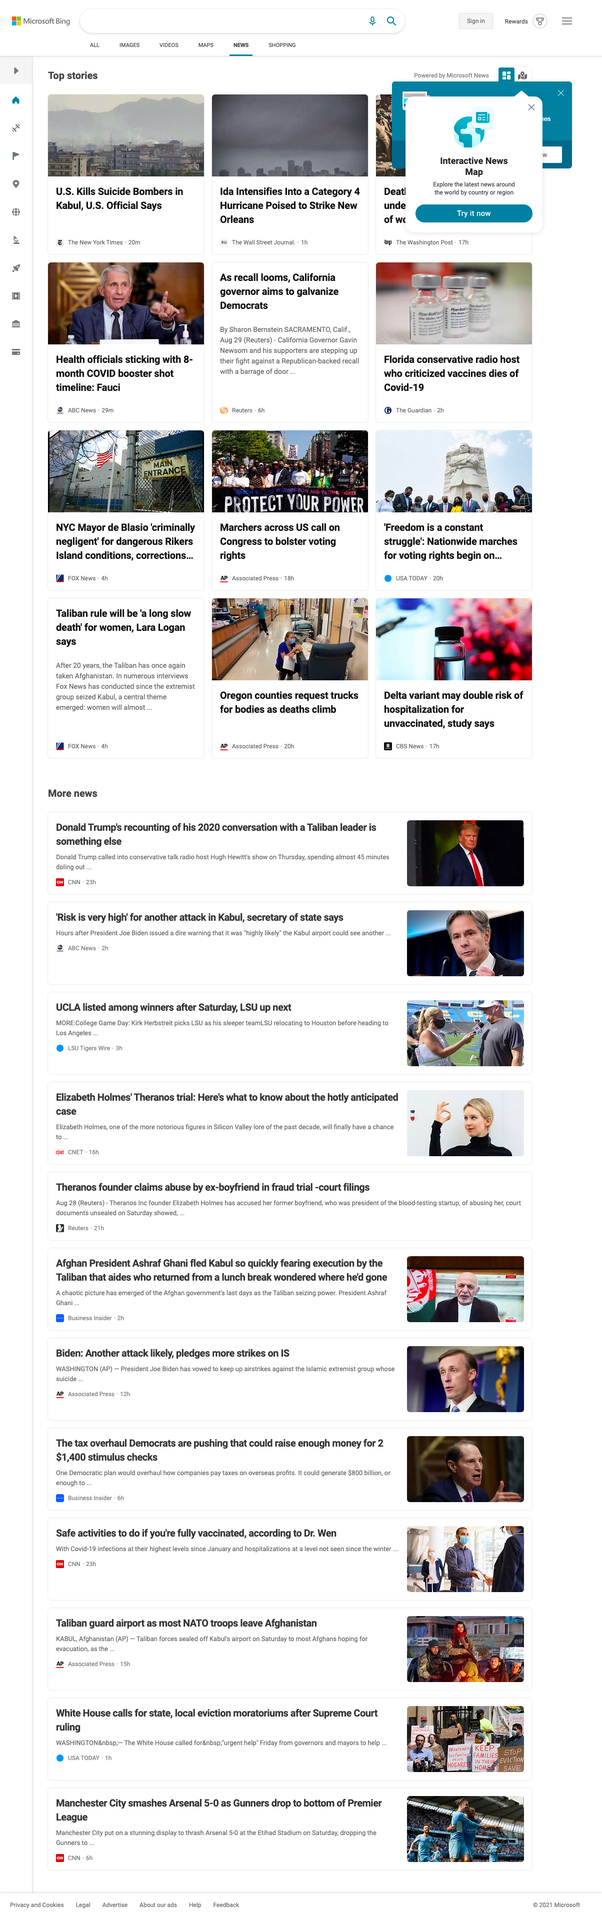 Microsoft Bing
Sign in
Rewards
ALL
IMAGES
VIDEOS
MAPS
NEWS
SHOPPING
Top stories
Powered by Microsoft News
Interactive News
Map
Explore the latest news around
the world by country or region
Try it now
U.S. Kills Suicide Bombers in
Kabul, U.S. Official Says
The New York Times · 20m
Ida Intensifies Into a Category 4
Hurricane Poised to Strike New
Orleans
The Wall Street Journal. · 1h
Death
unde
of wo
The Washington Post · 17h
Health officials sticking with 8-
month COVID booster shot
timeline: Fauci
ABC News · 29m
As recall looms, California
governor aims to galvanize
Democrats
By Sharon Bernstein SACRAMENTO, Calif.,
Aug 29 (Reuters) - California Governor Gavin
Newsom and his supporters are stepping up
their fight against a Republican-backed recall
with a barrage of door ...
Reuters · 6h
Florida conservative radio host
who criticized vaccines dies of
Covid-19
The Guardian · 2h
MAIN
ENTRANCE
NYC Mayor de Blasio 'criminally
negligent' for dangerous Rikers
Island conditions, corrections...
FOX News · 4h
PROTECT YOUR POWER
Marchers across US call on
Congress to bolster voting
rights
AP
Associated Press · 18h
'Freedom is a constant
struggle': Nationwide marches
for voting rights begin on...
USA TODAY · 20h
Taliban rule will be 'a long slow
death' for women, Lara Logan
says
After 20 years, the Taliban has once again
taken Afghanistan. In numerous interviews
Fox News has conducted since the extremist
group seized Kabul, a central theme
emerged: women will almost ...
FOX News · 4h
Oregon counties request trucks
for bodies as deaths climb
AP
Associated Press · 20h
Delta variant may double risk of
hospitalization for
unvaccinated, study says
CBS News · 17h
More news
Donald Trump's recounting of his 2020 conversation with a Taliban leader is
something else
Donald Trump called into conservative talk radio host Hugh Hewitt's show on Thursday, spending almost 45 minutes
doling out ...
CNN · 23h
'Risk is very high' for another attack in Kabul, secretary of state says
Hours after President Joe Biden issued a dire warning that it was "highly likely" the Kabul airport could see another ...
ABC News · 2h
UCLA listed among winners after Saturday, LSU up next
MORE:College Game Day: Kirk Herbstreit picks LSU as his sleeper teamLSU relocating to Houston before heading to
Los Angeles ...
LSU Tigers Wire · 3h
Elizabeth Holmes' Theranos trial: Here's what to know about the hotly anticipated
case
Elizabeth Holmes, one of the more notorious figures in Silicon Valley lore of the past decade, will finally have a chance
to ...
CNET · 16h
Theranos founder claims abuse by ex-boyfriend in fraud trial -court filings
Aug 28 (Reuters) - Theranos Inc founder Elizabeth Holmes has accused her former boyfriend, who was president of the blood-testing startup, of abusing her, court
documents unsealed on Saturday showed, ...
Reuters · 21h
Afghan President Ashraf Ghani fled Kabul so quickly fearing execution by the
Taliban that aides who returned from a lunch break wondered where he'd gone
A chaotic picture has emerged of the Afghan government's last days as the Taliban seizing power. President Ashraf
Ghani ...
Business Insider · 2h
Biden: Another attack likely, pledges more strikes on IS
WASHINGTON (AP) — President Joe Biden has vowed to keep up airstrikes against the Islamic extremist group whose
suicide ...
AP
Associated Press · 12h
The tax overhaul Democrats are pushing that could raise enough money for 2
$1,400 stimulus checks
One Democratic plan would overhaul how companies pay taxes on overseas profits. It could generate $800 billion, or
enough to ...
Business Insider · 6h
Safe activities to do if you're fully vaccinated, according to Dr. Wen
With Covid-19 infections at their highest levels since January and hospitalizations at a level not seen since the winter ...
CNN · 23h
Taliban guard airport as most NATO troops leave Afghanistan
KABUL, Afghanistan (AP) — Taliban forces sealed off Kabul's airport on Saturday to most Afghans hoping for
evacuation, as the ...
AP
Associated Press · 15h
White House calls for state, local eviction moratoriums after Supreme Court
ruling
WASHINGTON&nbsp;— The White House called for&nbsp;"urgent help" Friday from governors and mayors to help ...
USA TODAY · 1h
KEEP
FAMILIES
IN THEIR
HOMES
STOP
EVICTION
SAVE
Manchester City smashes Arsenal 5-0 as Gunners drop to bottom of Premier
League
Manchester City put on a stunning display to thrash Arsenal 5-0 at the Etihad Stadium on Saturday, dropping the
Gunners to ...
CNN · 6h
Privacy and Cookies
Legal
Advertise
About our ads
Help
Feedback
© 2021 Microsoft